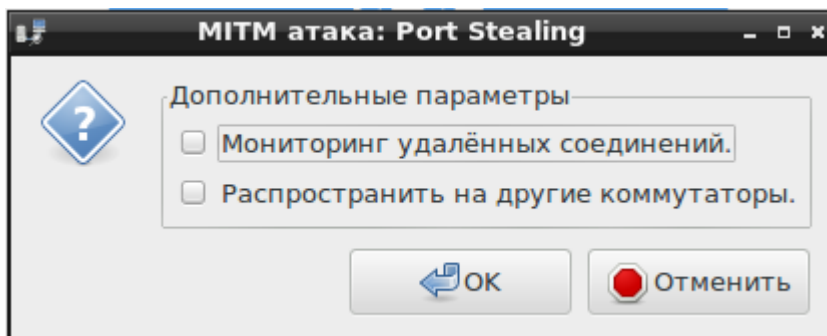 MITM атака: Port Stealing
Дополнительные параметры
Мониторинг удалённых соединений.
Распространить на другие коммутаторы.
OK
Отменить